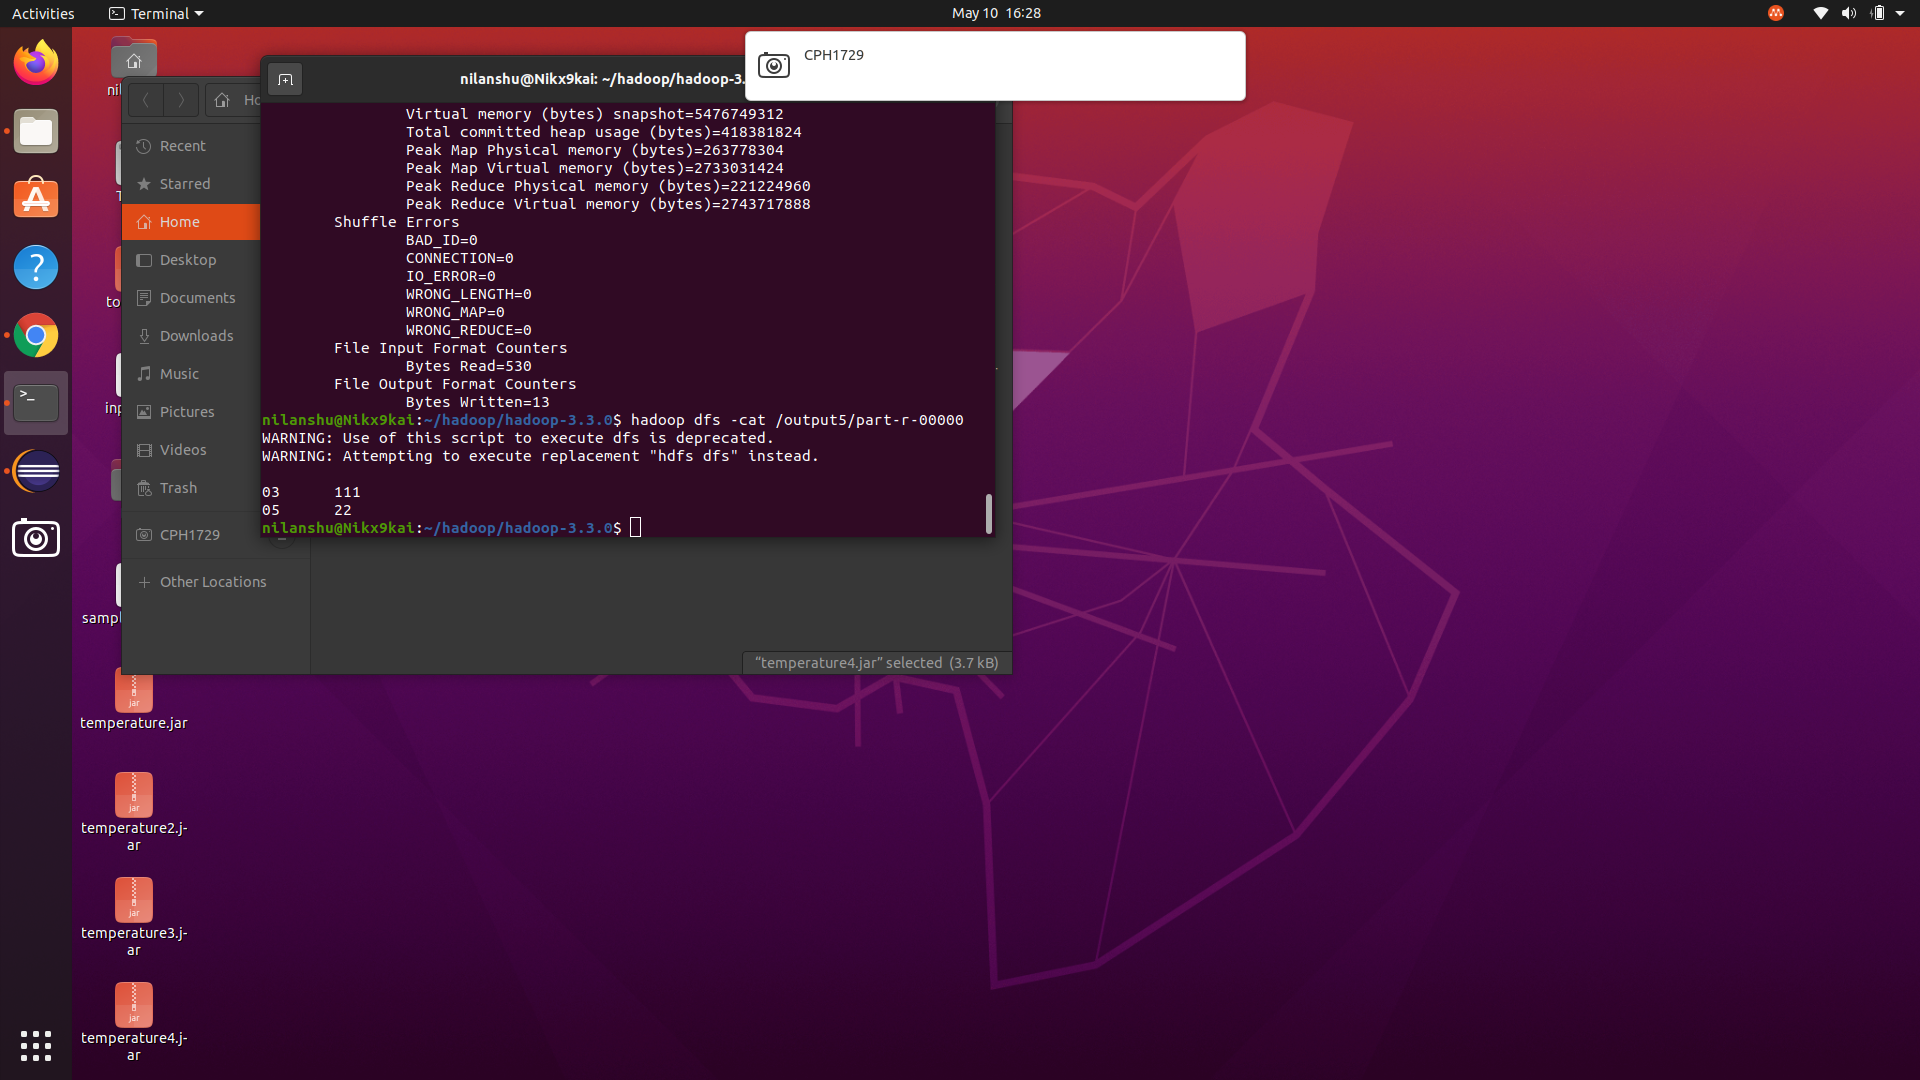 Activities
Terminal
May 10 16:28
CPH1729
nilanshu@Nikx9kai: ~/hadoop/hadoop-3.
Recent
Starred
Home
Desktop
Documents
Downloads
Music
Pictures
Videos
Trash
CPH1729
Other Locations
Virtual memory (bytes) snapshot=5476749312
Total committed heap usage (bytes)=418381824
Peak Map Physical memory (bytes)=263778304
Peak Map Virtual memory (bytes)=2733031424
Peak Reduce Physical memory (bytes)=221224960
Peak Reduce Virtual memory (bytes)=2743717888
Shuffle Errors
BAD_ID=0
CONNECTION=0
IO_ERROR=0
WRONG_LENGTH=0
WRONG_MAP=0
WRONG_REDUCE=0
File Input Format Counters
Bytes Read=530
File Output Format Counters
Bytes Written=13
nilanshu@Nikx9kai:~/hadoop/hadoop-3.3.0$ hadoop dfs -cat /output5/part-r-00000
WARNING: Use of this script to execute dfs is deprecated.
WARNING: Attempting to execute replacement "hdfs dfs" instead.
03 111
05 22
nilanshu@Nikx9kai:~/hadoop/hadoop-3.3.0$
“temperature4.jar” selected (3.7 kB)
sampl
jar
temperature.jar
jar
temperature2.j-
ar
jar
temperature3.j-
ar
jar
temperature4.j-
ar